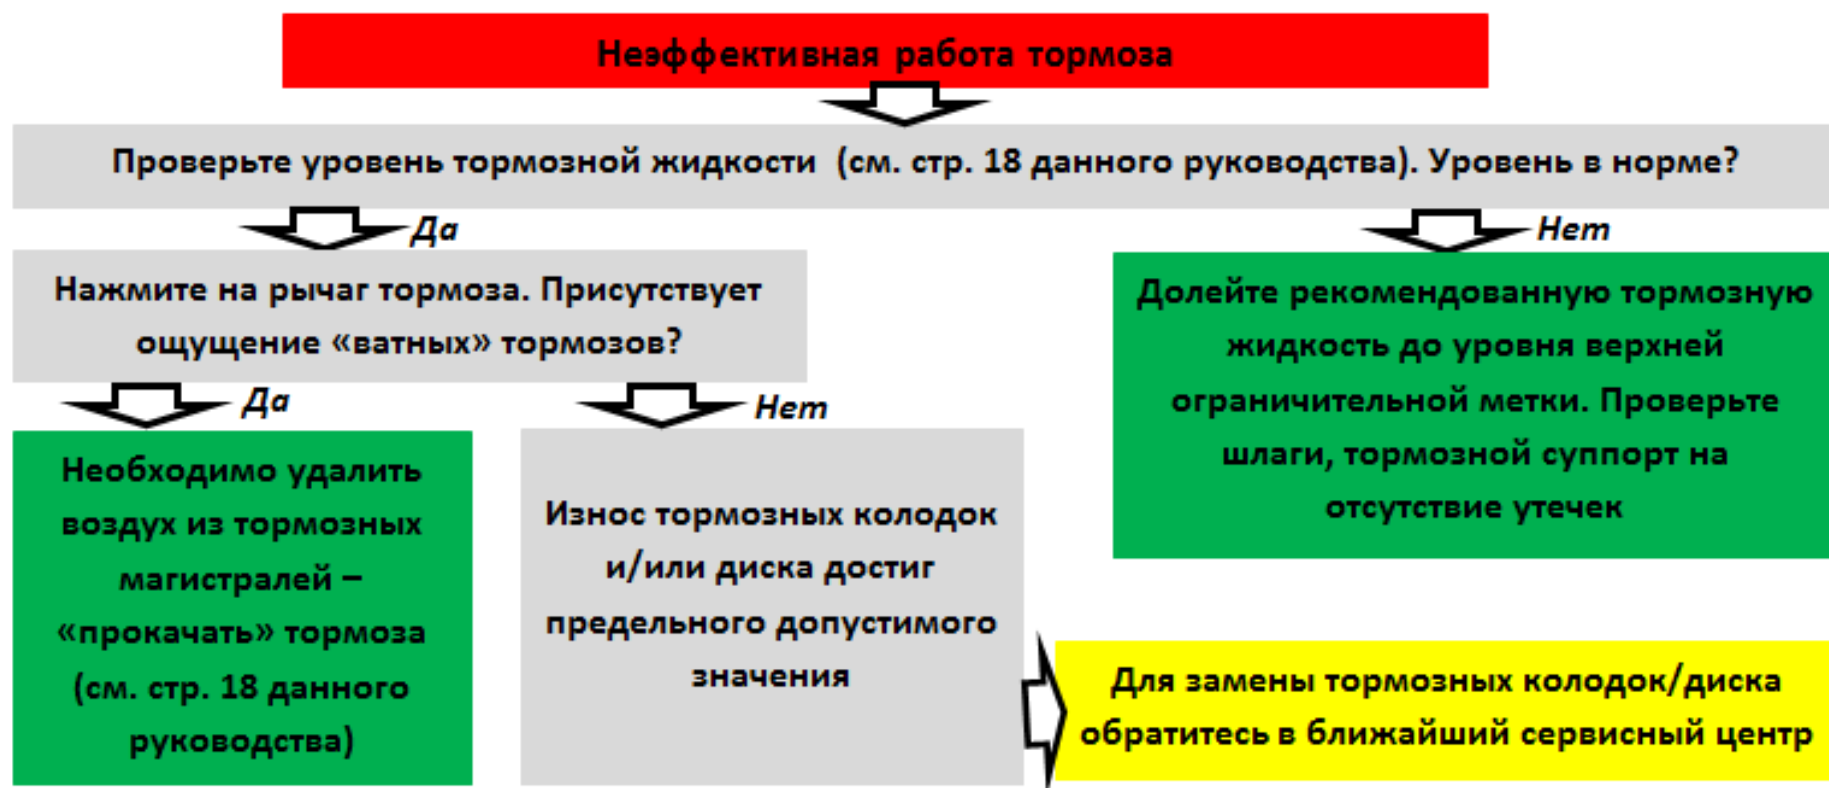 Неэффективная работа тормоза
Проверьте уровень тормозной жидкости (см. стр. 18 данного руководства). Уровень в норме?
Да
Нет
Нажмите на рычаг тормоза. Присутствует
ощущение «ватных» тормозов?
Долейте рекомендованную тормозную
жидкость до уровня верхней
ограничительной метки. Проверьте
шлаги, тормозной суппорт на
отсутствие утечек
Да
Нет
Необходимо удалить
воздух из тормозных
магистралей –
«прокачать» тормоза
(см. стр. 18 данного
руководства)
Износ тормозных колодок
и/или диска достиг
предельного допустимого
значения
Для замены тормозных колодок/диска
обратитесь в ближайший сервисный центр